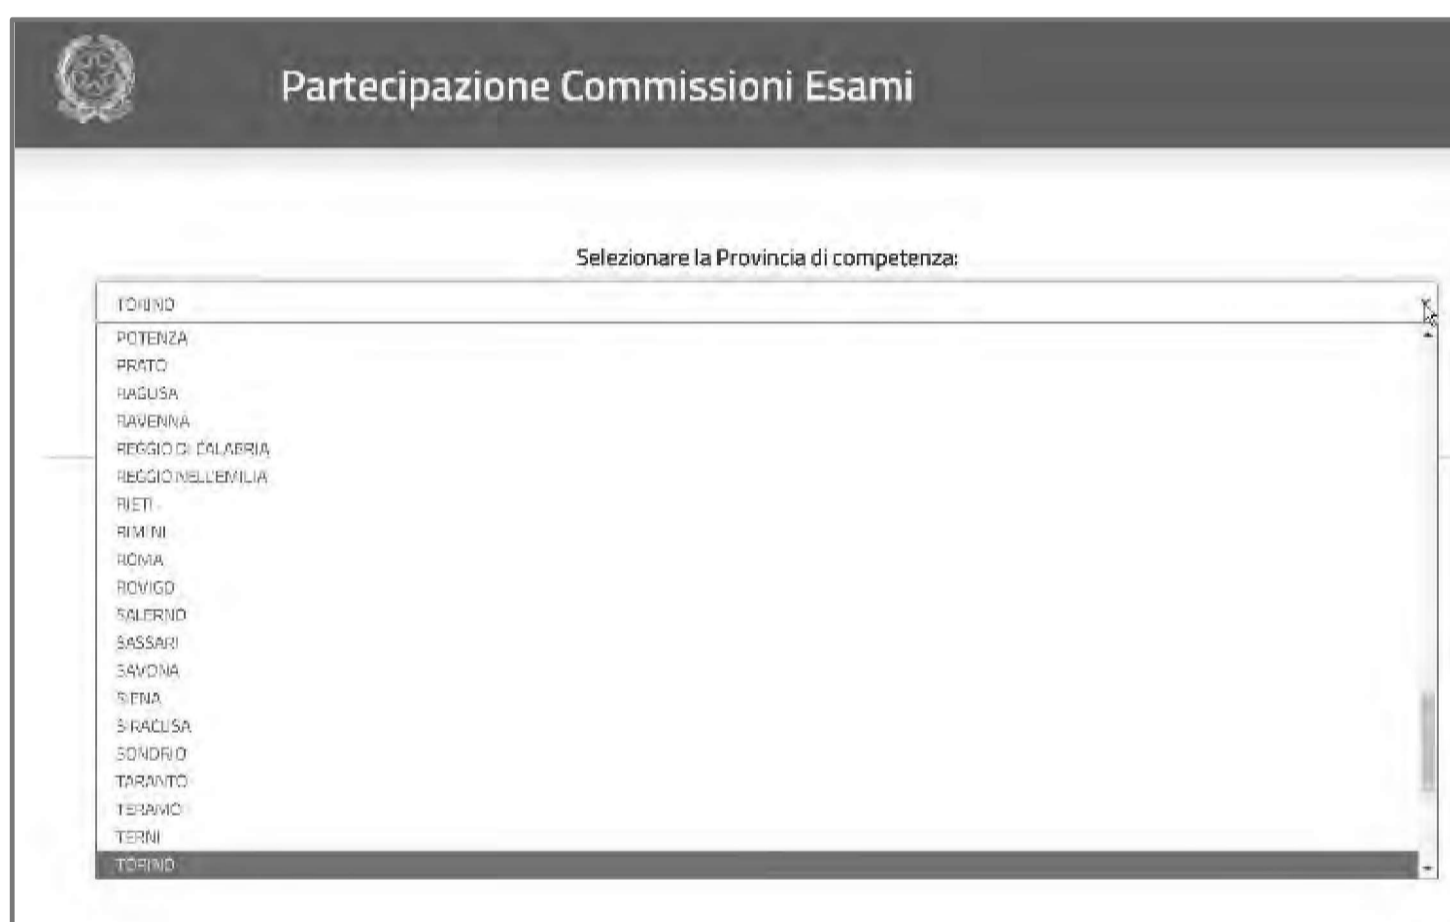 Partecipazione Commissioni Esami
Selezionare la Provincia di competenza:
TORINO
POTENZA
PRATO
RAGUSA
RAVENNA
REGGIO DI CALABRIA
REGGIO NELL'EMILIA
RIETI
RIMINI
ROMA
ROVIGO
SALERNO
SASSARI
SAVONA
SIENA
SIRACUSA
SONDRIO
TARANTO
TERAMO
TERNI
TORINO